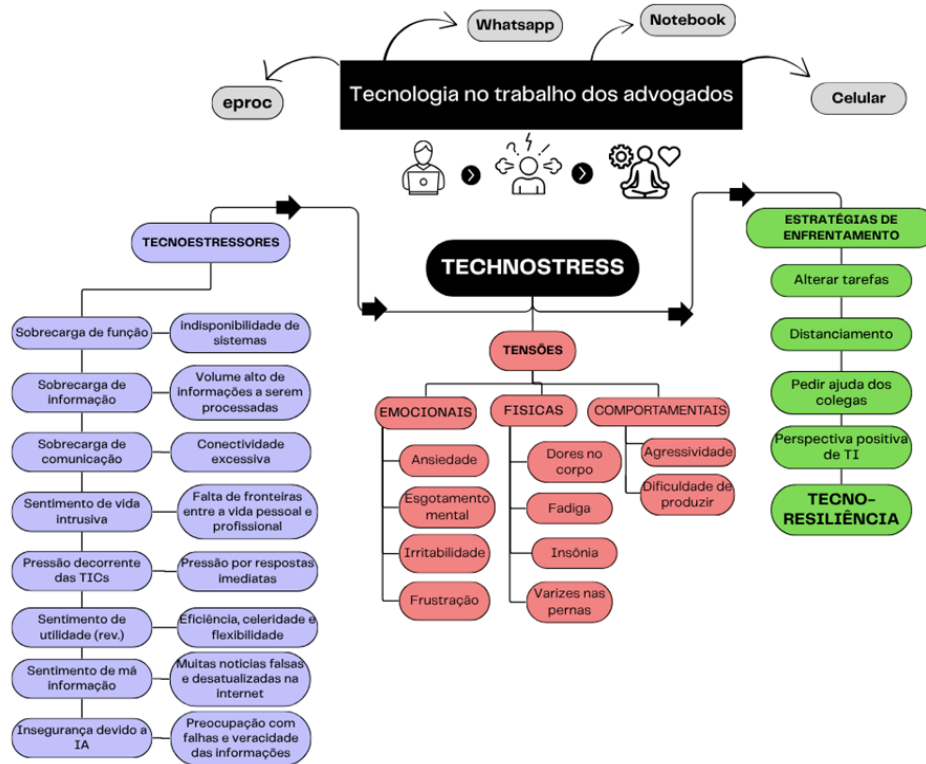 Whatsapp
Notebook
eproc
Tecnologia no trabalho dos advogados
Celular
TECNOESTRESSORES
Sobrecarga de função
indisponibilidade de
sistemas
Sobrecarga de
informação
Volume alto de
informações a serem
processadas
Sobrecarga de
comunicação
Conectividade
excessiva
Sentimento de vida
intrusiva
Falta de fronteiras
entre a vida pessoal e
profissional
Pressão decorrente
das TICs
Pressão por respostas
imediatas
Sentimento de
utilidade (rev.)
Eficiência, celeridade e
flexibilidade
Sentimento de má
informação
Muitas noticias falsas
e desatualizadas na
internet
Insegurança devido a
IA
Preocupação com
falhas e veracidade
das informações
TECHNOSTRESS
TENSÕES
EMOCIONAIS
Ansiedade
Esgotamento
mental
Irritabilidade
Frustração
FISICAS
Dores no
corpo
Fadiga
Insônia
Varizes nas
pernas
COMPORTAMENTAIS
Agressividade
Dificuldade de
produzir
ESTRATÉGIAS DE
ENFRENTAMENTO
Alterar tarefas
Distanciamento
Pedir ajuda dos
colegas
Perspectiva positiva
de TI
TECNO-
RESILIÊNCIA